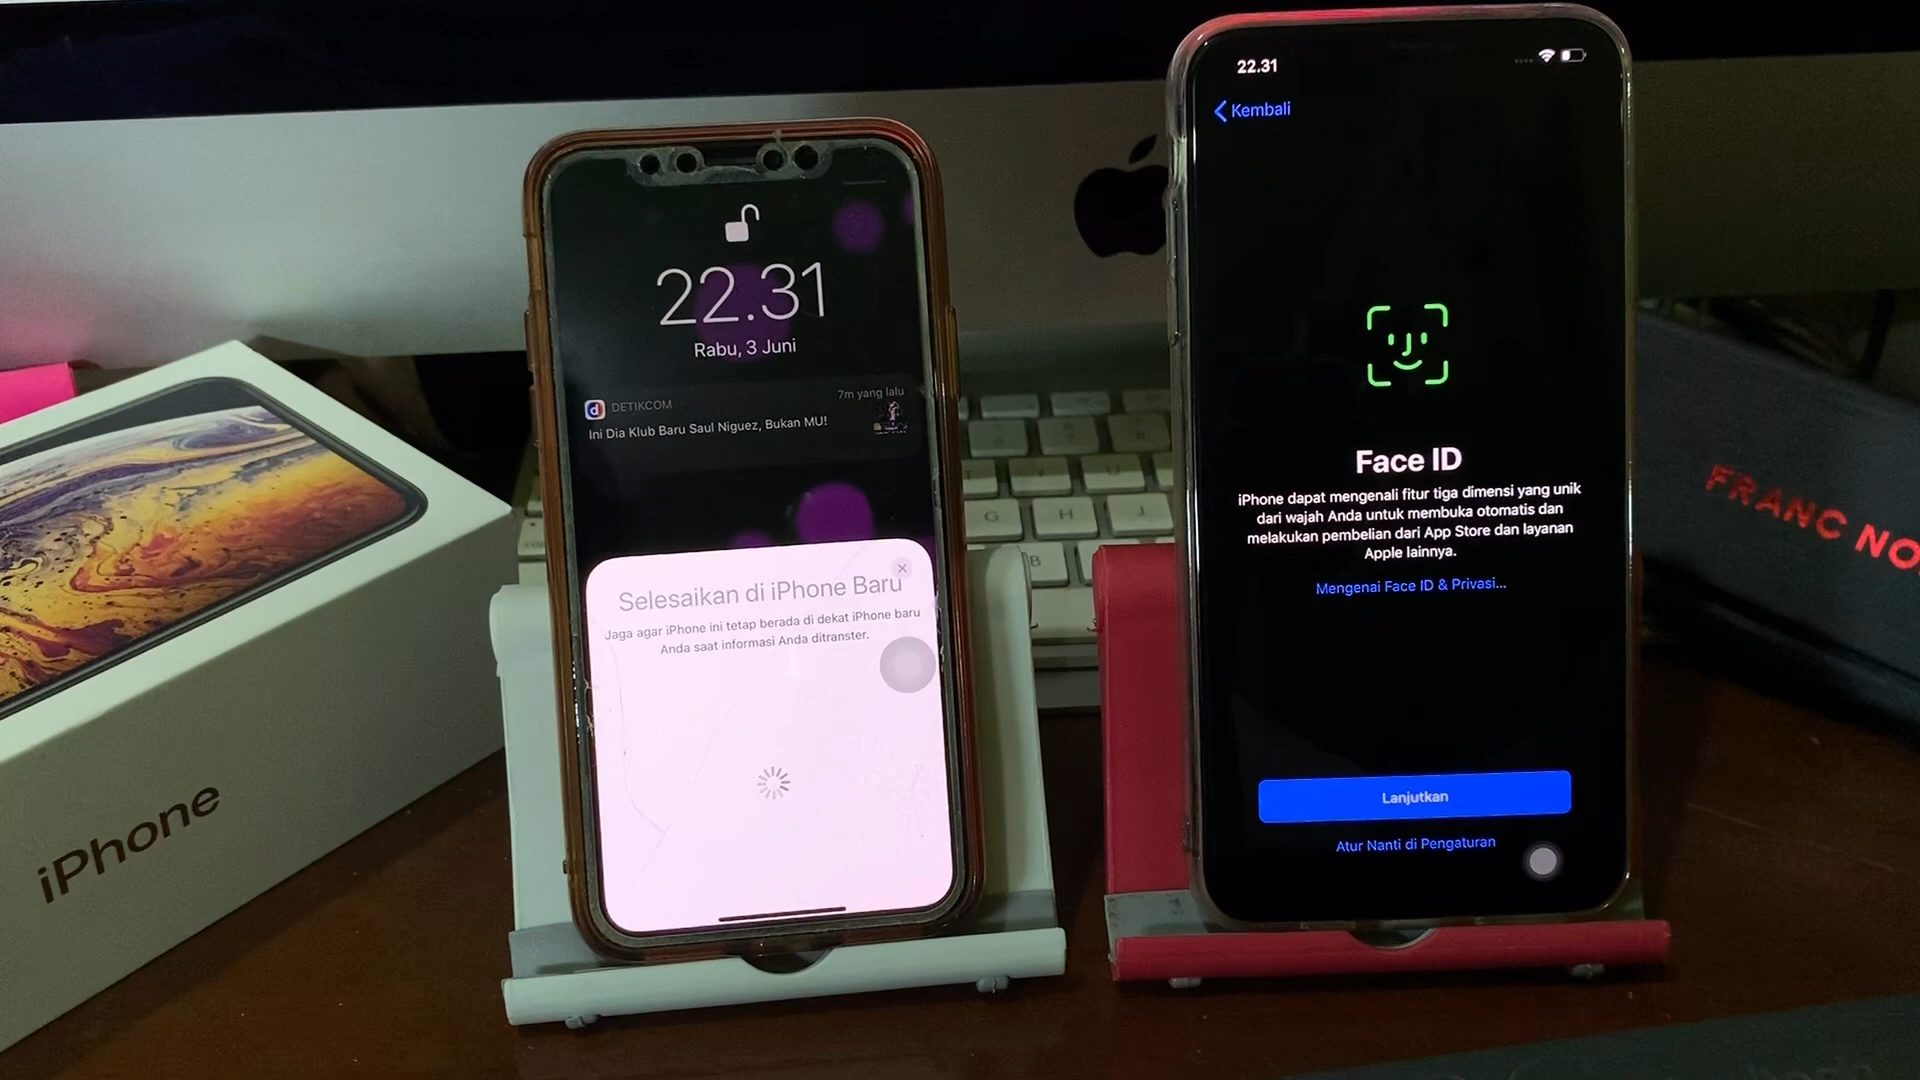 22.31
Rabu, 3 Juni
DETIKCOM
7m yang lalu
Ini Dia Klub Baru Saul Niguez, Bukan MU!
Selesaikan di iPhone Baru
Jaga agar iPhone ini tetap berada di dekat iPhone baru
Anda saat informasi Anda ditransfer.
22.31
Kembali
Face ID
iPhone dapat mengenali fitur tiga dimensi yang unik
dari wajah Anda untuk membuka otomatis dan
melakukan pembelian dari App Store dan layanan
Apple lainnya.
Mengenai Face ID & Privasi...
Lanjutkan
Atur Nanti di Pengaturan
iPhone
FRANC NO
T
Y
U
G
H
J
B